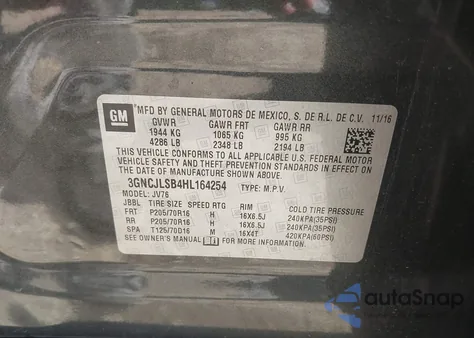 GM
MFD BY GENERAL MOTORS DE MEXICO, S. DE R.L. DE C.V. 11/16
GVWR GAWR FRT GAWR RR
1944 KG 1065 KG 995 KG
4286 LB 2348 LB 2194 LB
THIS VEHICLE CONFORMS TO ALL APPLICABLE U.S. FEDERAL MOTOR
VEHICLE SAFETY, BUMPER, AND THEFT PREVENTION STANDARDS IN EFFECT ON
THE DATE OF MANUFACTURE SHOWN ABOVE.
3GNCJLSB4HL164254 TYPE: M.P.V.
MODEL: JV76
JBBL TIRE SIZE SPEED RTG RIM COLD TIRE PRESSURE
FRT P205/70R16 H 16X6.5J 240KPA(35PSI)
RR P205/70R16 H 16X6.5J 240KPA(35PSI)
SPA T125/70D16 M 16X4T 420KPA(60PSI)
SEE OWNER'S MANUAL FOR MORE INFORMATION.
autoSnap
powered by CarsFromWest